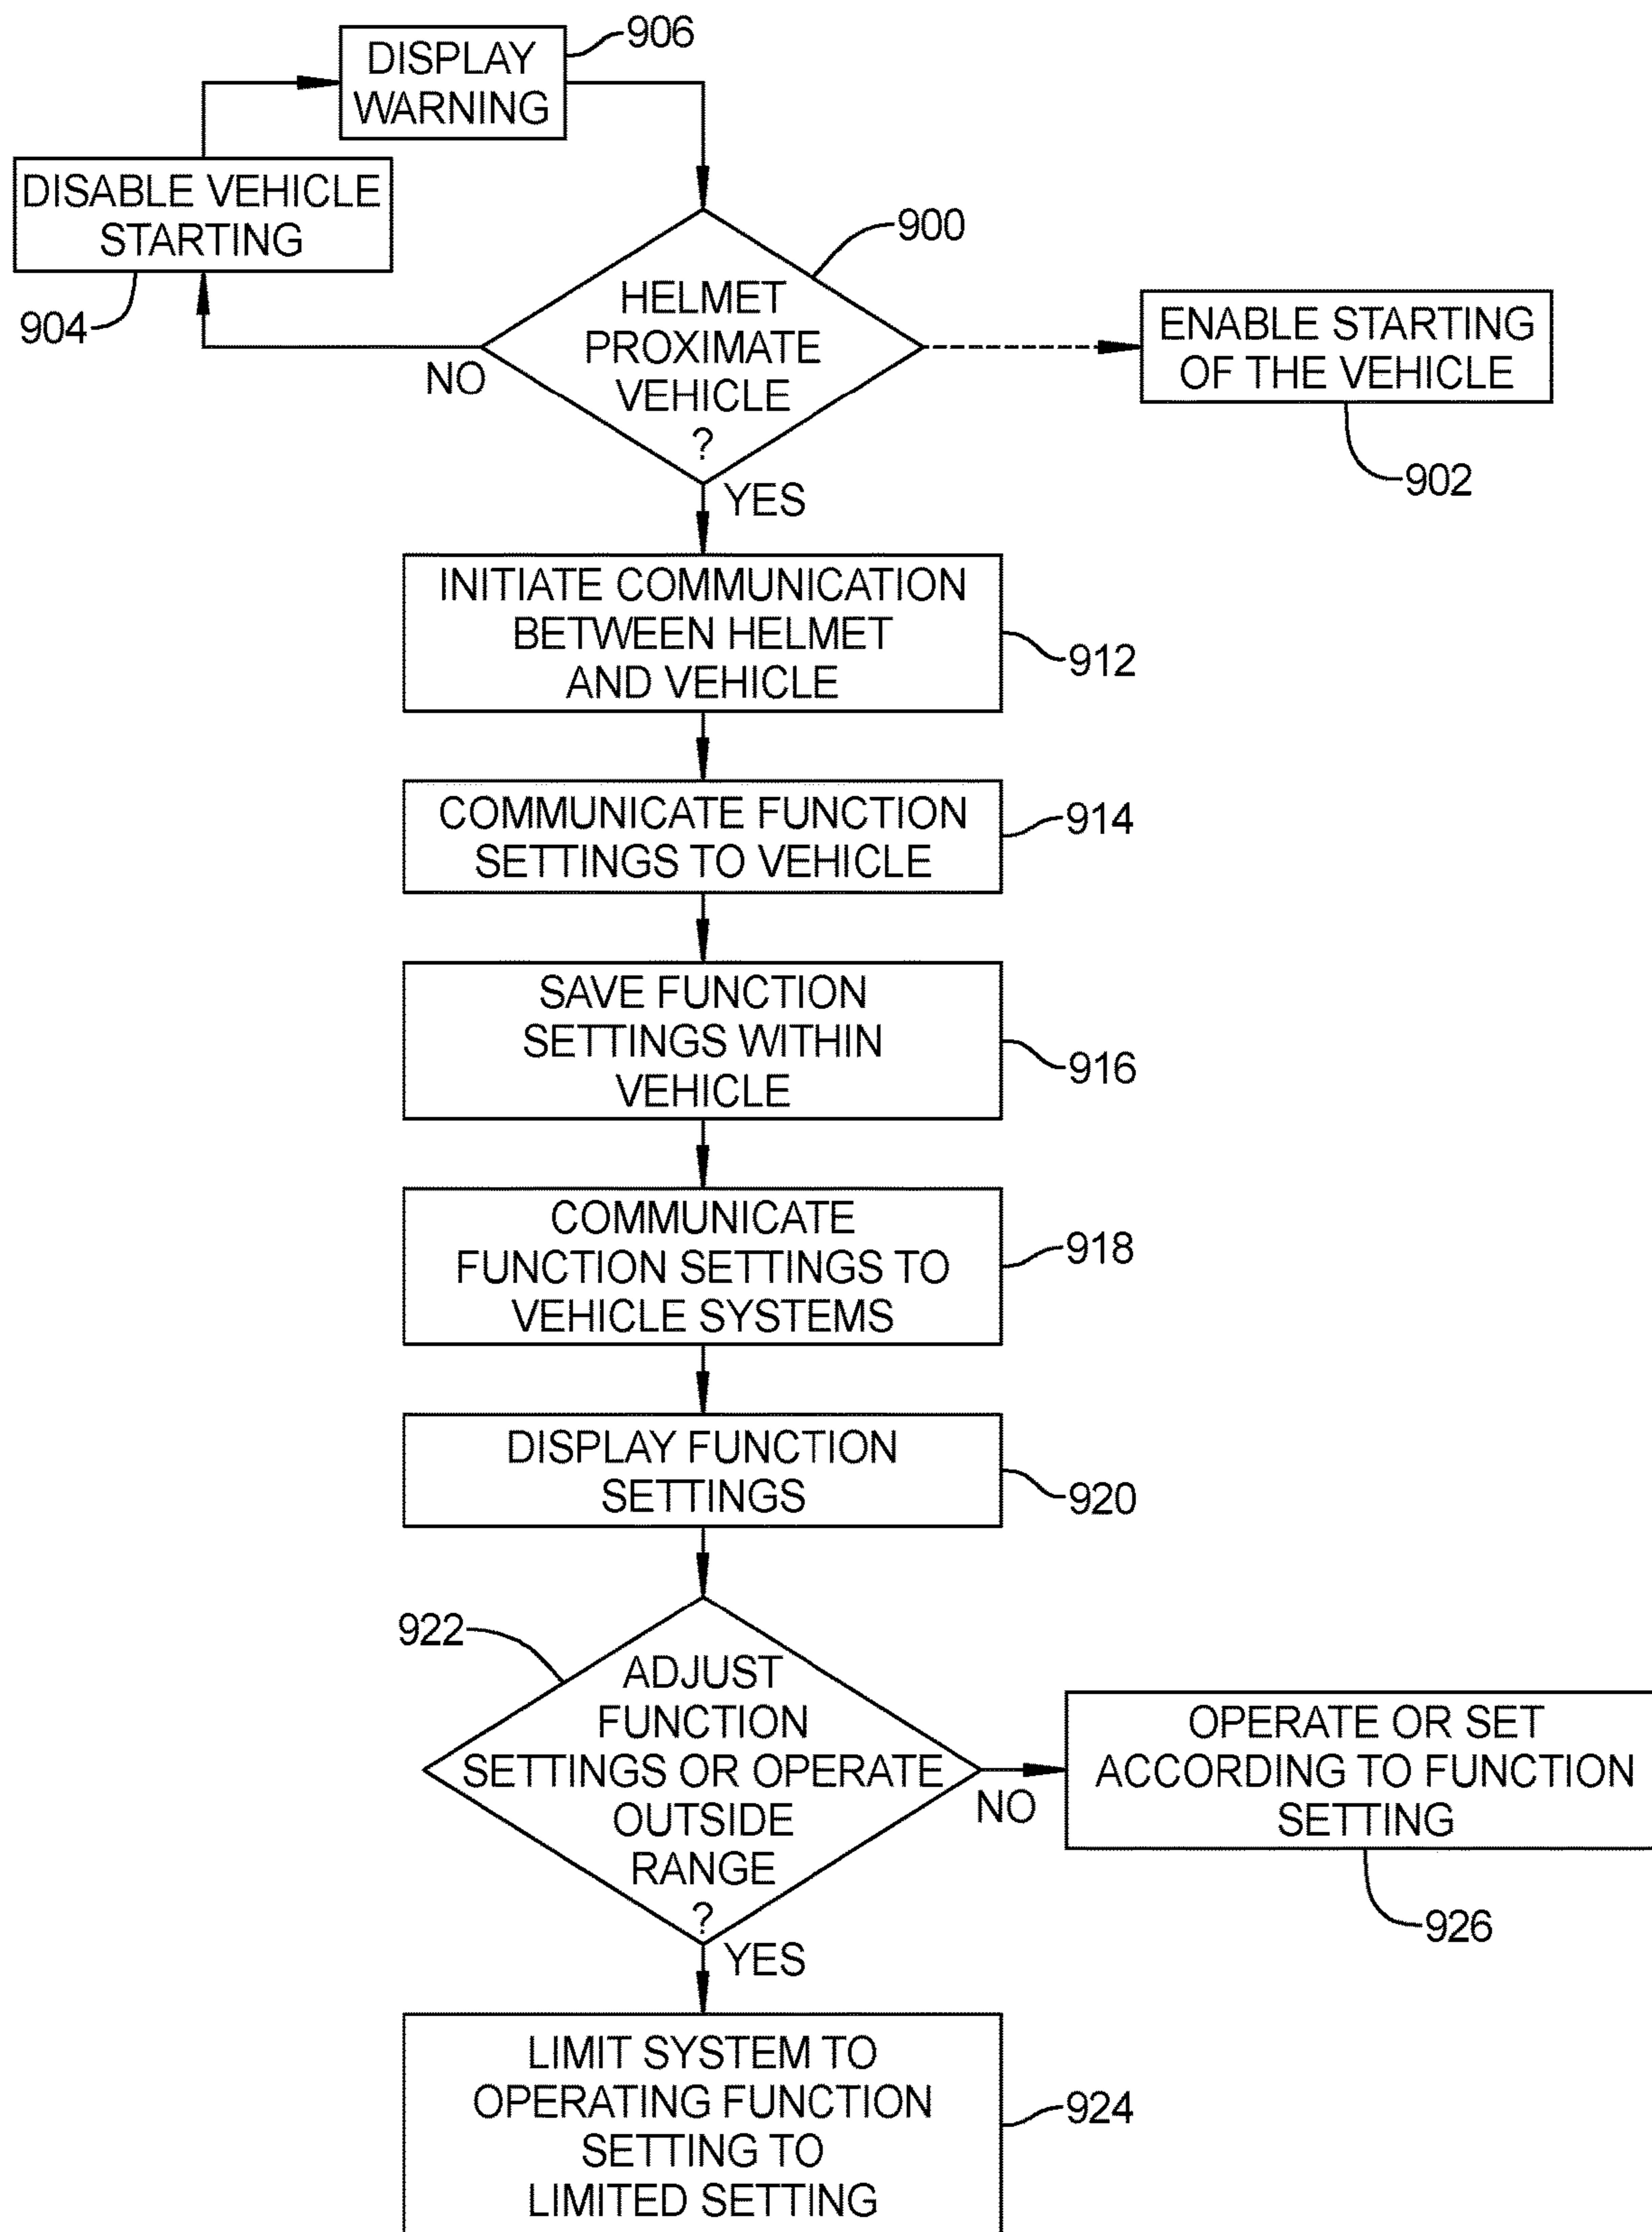 906
DISPLAY
WARNING
DISABLE VEHICLE
STARTING
904
900
HELMET
PROXIMATE
VEHICLE
?
NO
YES
ENABLE STARTING
OF THE VEHICLE
902
INITIATE COMMUNICATION
BETWEEN HELMET
AND VEHICLE
912
COMMUNICATE FUNCTION
SETTINGS TO VEHICLE
914
SAVE FUNCTION
SETTINGS WITHIN
VEHICLE
916
COMMUNICATE
FUNCTION SETTINGS TO
VEHICLE SYSTEMS
918
DISPLAY FUNCTION
SETTINGS
920
922
ADJUST
FUNCTION
SETTINGS OR OPERATE
OUTSIDE
RANGE
?
NO
YES
OPERATE OR SET
ACCORDING TO FUNCTION
SETTING
926
LIMIT SYSTEM TO
OPERATING FUNCTION
SETTING TO
LIMITED SETTING
924